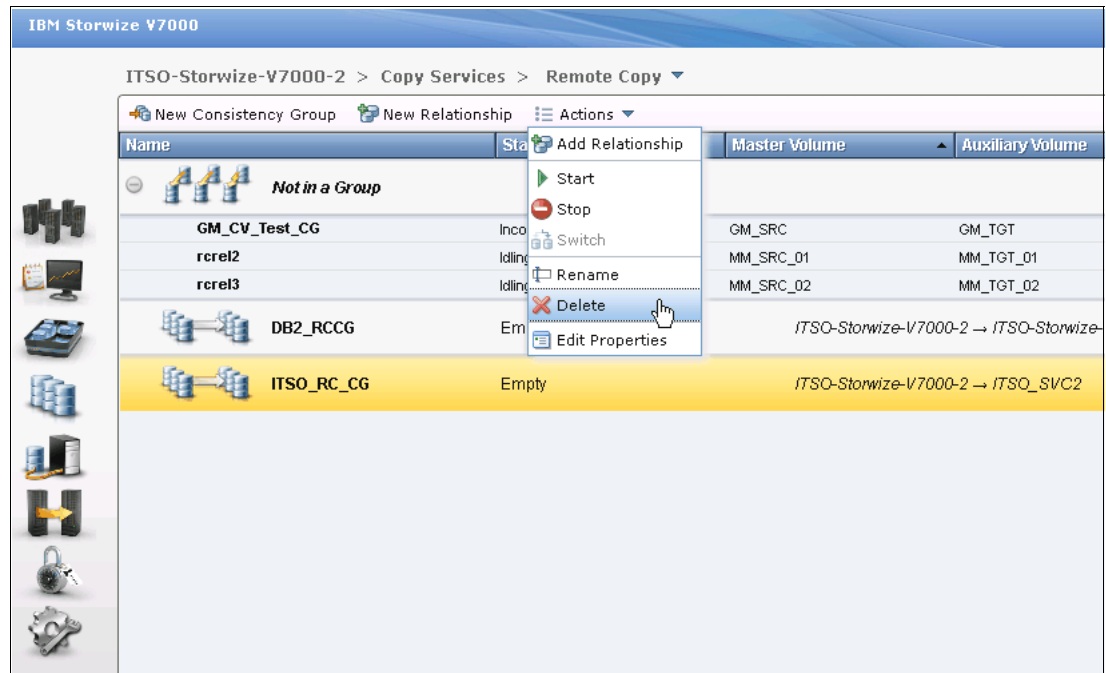 IBM Storwize V7000
ITSO-Storwize-V7000-2 > Copy Services > Remote Copy
New Consistency Group New Relationship Actions
Name Sta Master Volume Auxiliary Volume
Add Relationship
Start
Stop
Switch
Rename
Delete
Edit Properties
Not in a Group
GM_CV_Test_CG Inco GM_SRC GM_TGT
rcrel2 Idling MM_SRC_01 MM_TGT_01
rcrel3 Idling MM_SRC_02 MM_TGT_02
DB2_RCCG Em ITSO-Storwize-V7000-2 → ITSO-Storwize-
ITSO_RC_CG Empty ITSO-Storwize-V7000-2 → ITSO_SVC2